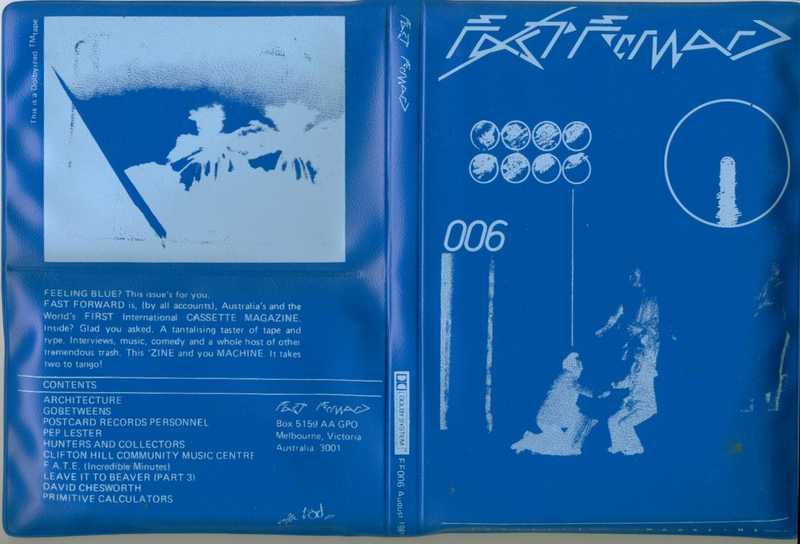 This is a Dolbyized TM tape
FEELING BLUE? This issue's for you.
FAST FORWARD is, (by all accounts), Australia's and the
World's FIRST International CASSETTE MAGAZINE.
Inside? Glad you asked. A tantalising taster of tape and
type. Interviews, music, comedy and a whole host of other
tremendous trash. This 'ZINE and you MACHINE. It takes
two to tango!
CONTENTS
ARCHITECTURE
GOBETWEENS
POSTCARD RECORDS PERSONNEL
PEP LESTER
HUNTERS AND COLLECTORS
CLIFTON HILL COMMUNITY MUSIC CENTRE
F.A.T.E. (Incredible Minutes)
LEAVE IT TO BEAVER (PART 3)
DAVID CHESWORTH
PRIMITIVE CALCULATORS
FAST FORWARD
Box 5159 AA GPO
Melbourne, Victoria
Australia 3001
FAST FORWARD
DOLBY SYSTEM
FF006 August
FAST FORWARD
006